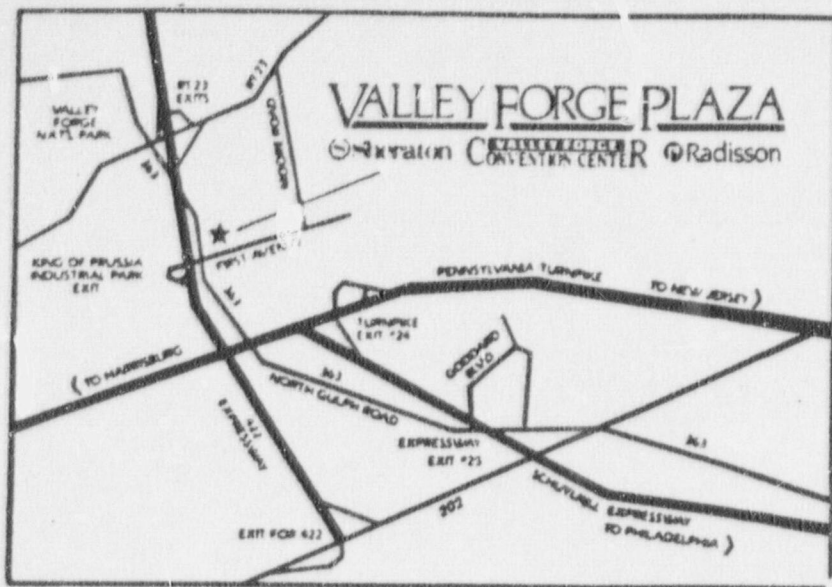 VALLEY FORGE PLAZA
Sheraton VALLEY FORGE CONVENTION CENTER Radisson
RT 23
EXITS
RT 23
VALLEY
FORGE
NAT'L PARK
MOORE ROAD
363
FIRST AVENUE
KING OF PRUSSIA
INDUSTRIAL PARK
EXIT
363
PENNSYLVANIA TURNPIKE
TO NEW JERSEY )
TURNPIKE
EXIT #24
GODDARD
BLVD
( TO HARRISBURG
363
NORTH GULPH ROAD
422
EXPRESSWAY
EXPRESSWAY
EXIT #25
363
202
SCHUYLKILL EXPRESSWAY
TO PHILADELPHIA )
EXIT FOR 422